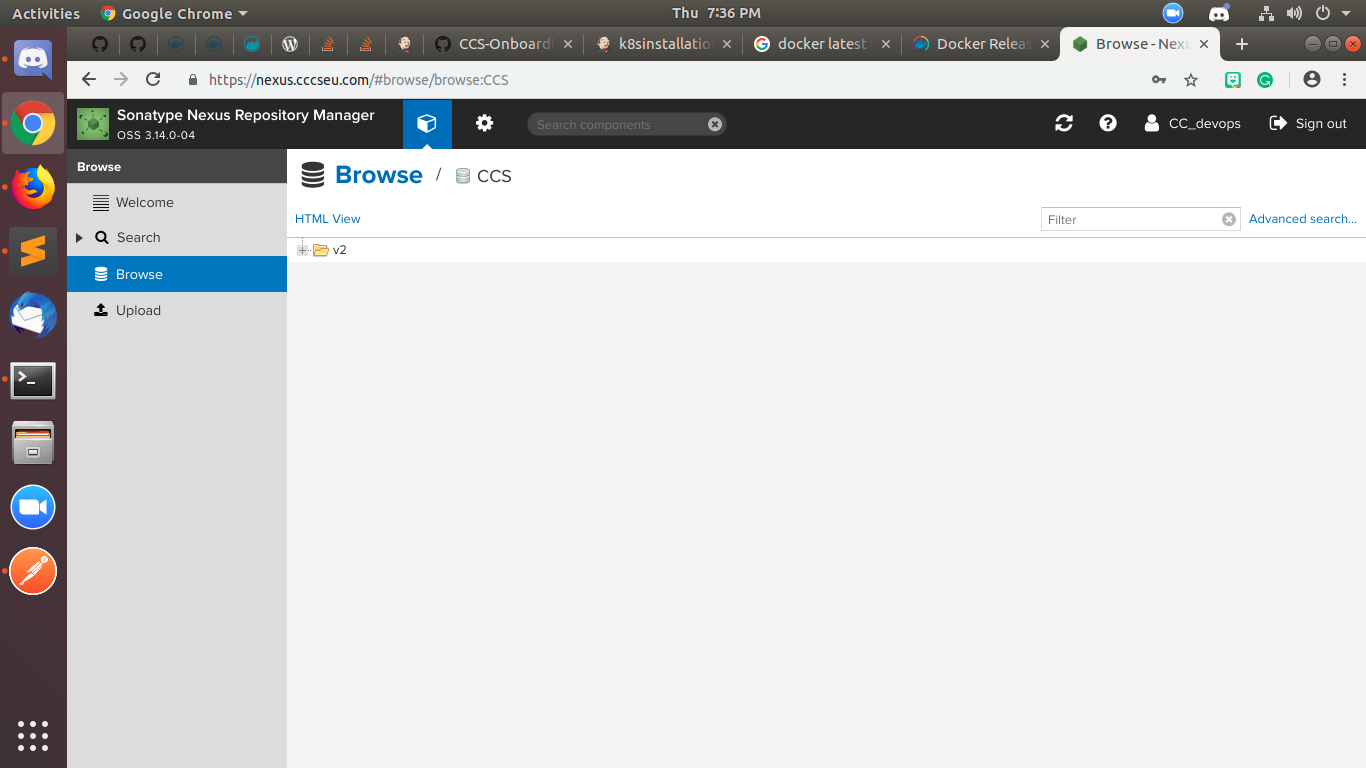 Activities
Google Chrome
Thu 7:36 PM
CCS-Onboardi
k8sinstallatio
docker latest
Docker Releas
Browse - Nexu
https://nexus.cccseu.com/#browse/browse:CCS
Sonatype Nexus Repository Manager
OSS 3.14.0-04
Search components
CC_devops
Sign out
Browse
Welcome
Search
Browse
Upload
Browse / CCS
HTML View
Filter
Advanced search...
v2